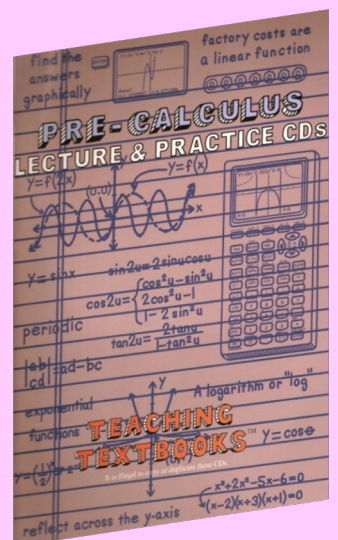 find the
answers
graphically
ENTER
factory costs are
a linear function
PRE-CALCULUS
LECTURE & PRACTICE CDs
Y=f(2x)
Y
Y=f(x)
(0,0)
x
Y=sinx
sin2u=2sinucosu
cos2u={cos²u-sin²u
2cos²u-1
1-2sin²u
periodic
tan2u=2tanu
1-tan²u
|ab|
|cd|=ad-bc
Y
A logarithm or "log"
exponential
functions
TEACHING
TEXTBOOKS™
Y=cosθ
It is illegal to copy or duplicate these CDs.
x³+2x²-5x-6=0
(x-2)(x+3)(x+1)=0
reflect across the y-axis